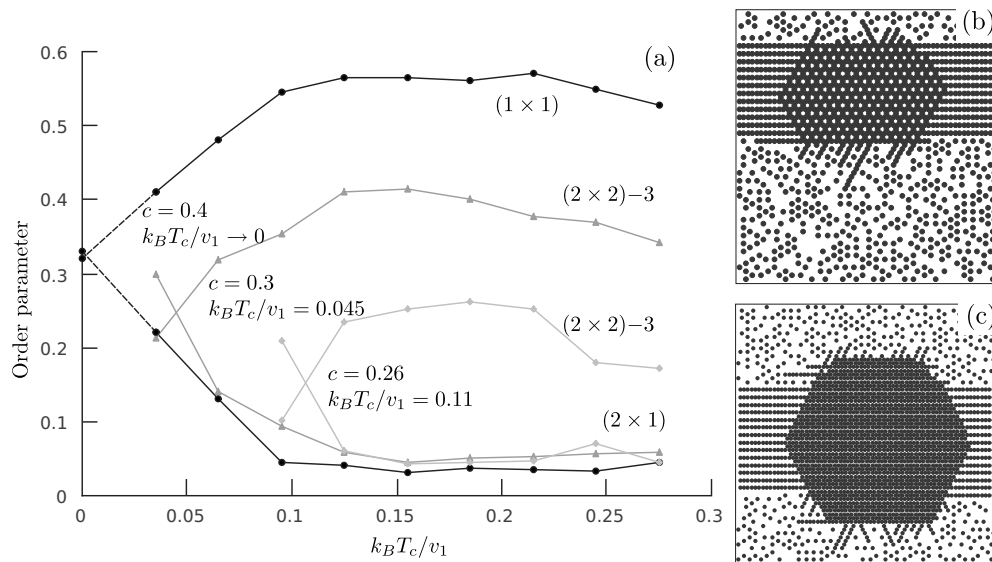 (a)
0.6
0.5
0.4
0.3
0.2
0.1
0
Order parameter
(1 × 1)
(2 × 2)−3
c = 0.4
k_BT_c/v_1 → 0
c = 0.3
k_BT_c/v_1 = 0.045
(2 × 2)−3
c = 0.26
k_BT_c/v_1 = 0.11
(2 × 1)
0
0.05
0.1
0.15
0.2
0.25
0.3
k_BT_c/v_1
(b)
(c)